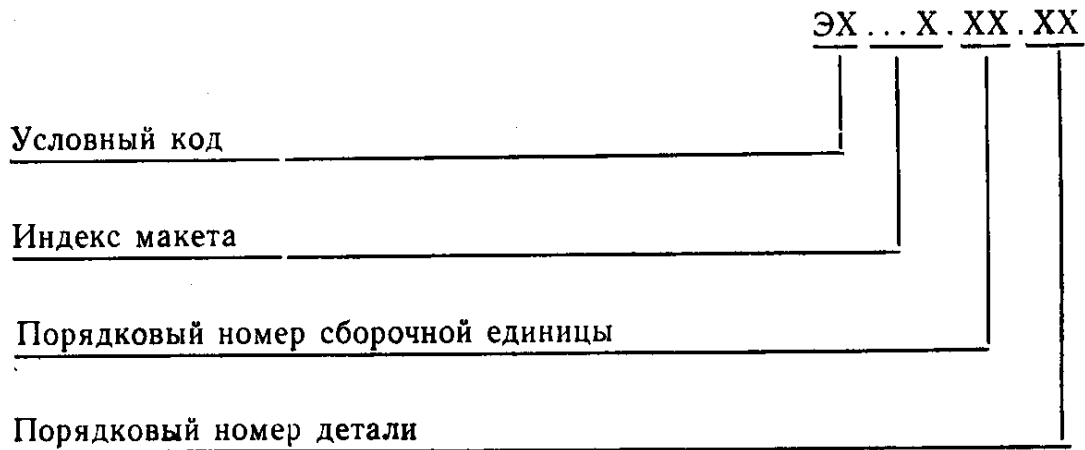 ЭХ...Х.ХХ.ХХ
Условный код
Индекс макета
Порядковый номер сборочной единицы
Порядковый номер детали